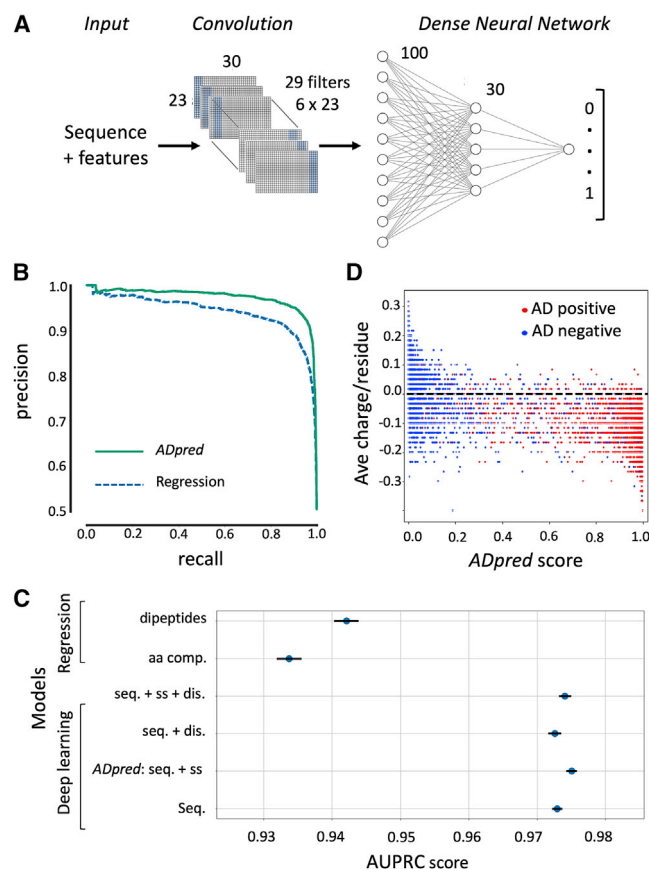 A
Input
Convolution
Dense Neural Network
30
23
29 filters
6 x 23
Sequence
+ features
100
30
0
1
B
precision
1.0
0.9
0.8
0.7
0.6
0.5
ADpred
Regression
0.0 0.2 0.4 0.6 0.8 1.0
recall
D
Ave charge/residue
0.3
0.2
0.1
0.0
-0.1
-0.2
-0.3
AD positive
AD negative
0.0 0.2 0.4 0.6 0.8 1.0
ADpred score
C
Models
Regression
dipeptides
aa comp.
Deep learning
seq. + ss + dis.
seq. + dis.
ADpred: seq. + ss
Seq.
0.93 0.94 0.95 0.96 0.97 0.98
AUPRC score